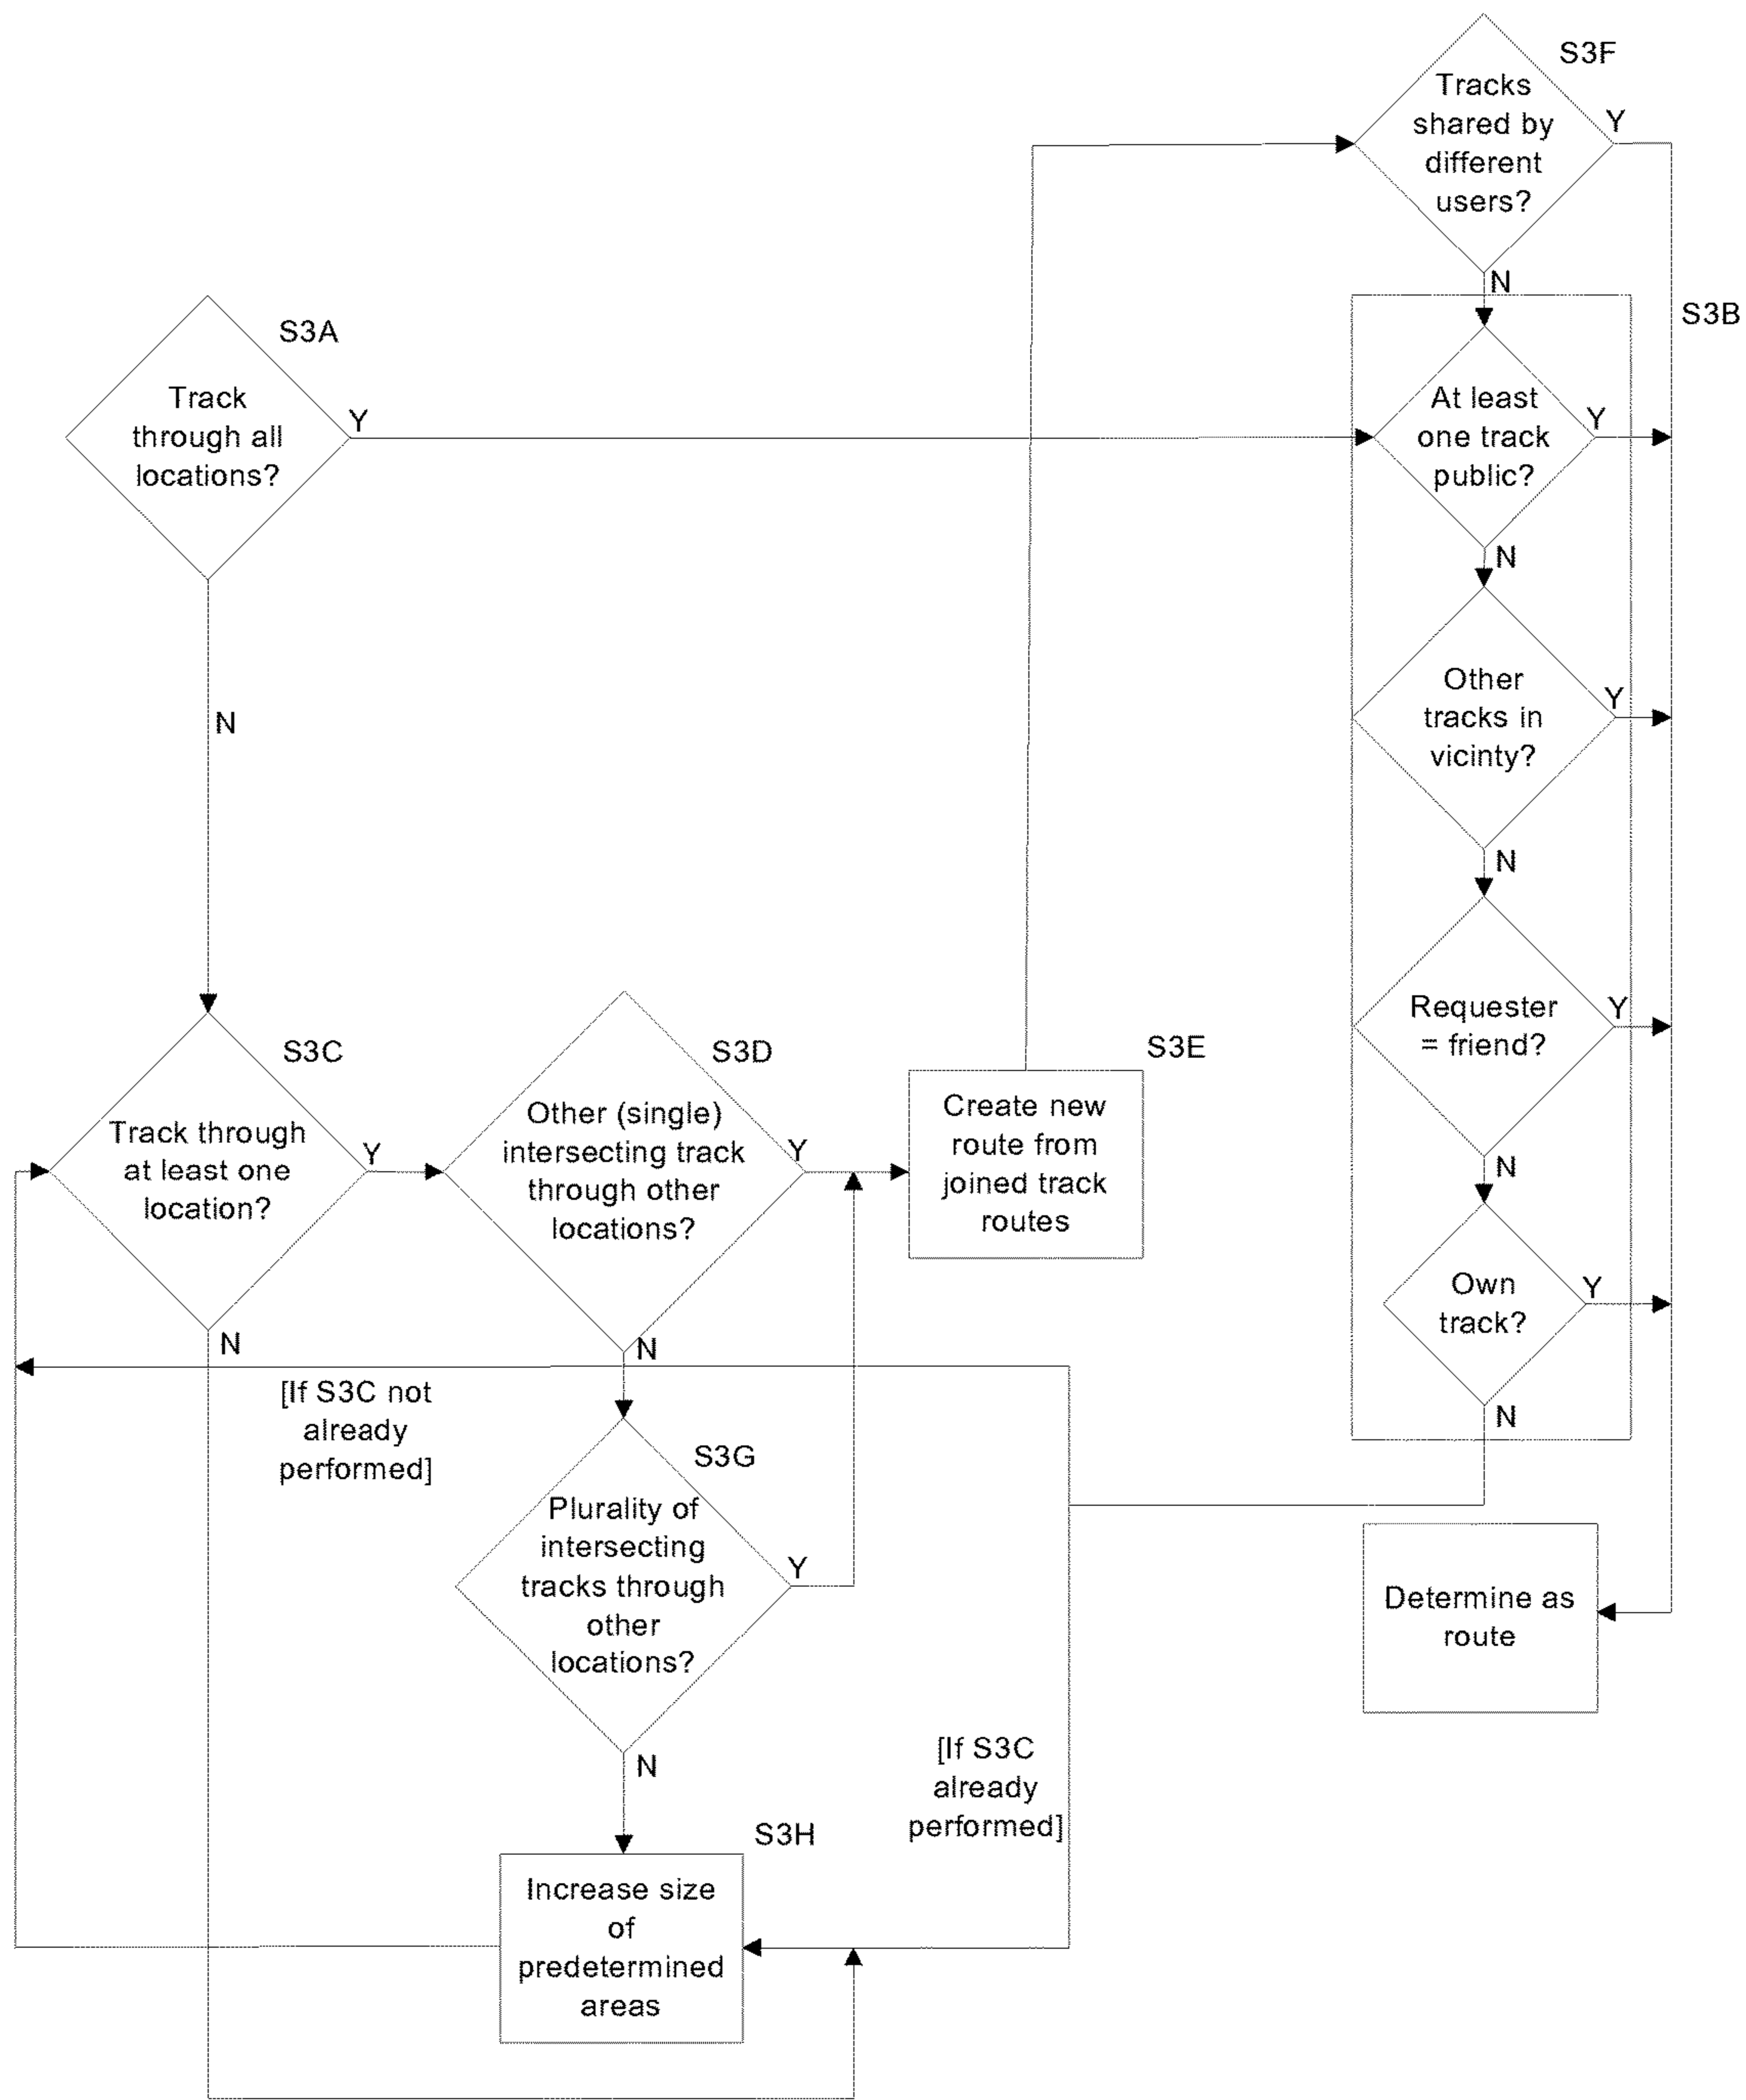 S3F
Tracks
shared by
different
users?
Y
N
S3B
S3A
Track
through all
locations?
Y
N
At least
one track
public?
Y
N
Other
tracks in
vicinty?
Y
N
Requester
= friend?
Y
N
Own
track?
Y
N
S3C
Track through
at least one
location?
Y
N
S3D
Other (single)
intersecting track
through other
locations?
Y
N
S3E
Create new
route from
joined track
routes
[If S3C not
already
performed]
S3G
Plurality of
intersecting
tracks through
other
locations?
Y
N
Determine as
route
[If S3C
already
performed]
S3H
Increase size
of
predetermined
areas